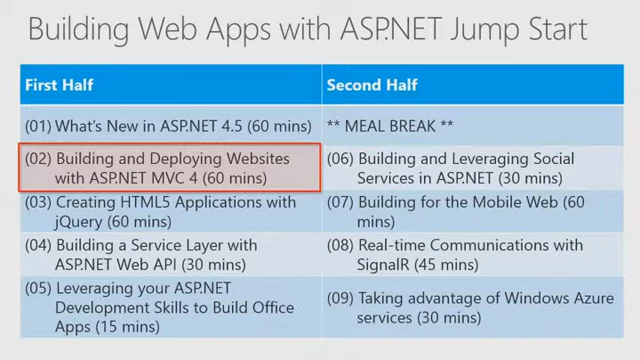 Building Web Apps with ASP.NET Jump Start
First Half
Second Half
(01) What's New in ASP.NET 4.5 (60 mins)
** MEAL BREAK **
(02) Building and Deploying Websites
with ASP.NET MVC 4 (60 mins)
(06) Building and Leveraging Social
Services in ASP.NET (30 mins)
(03) Creating HTML5 Applications with
jQuery (60 mins)
(07) Building for the Mobile Web (60
mins)
(04) Building a Service Layer with
ASP.NET Web API (30 mins)
(08) Real-time Communications with
SignalR (45 mins)
(05) Leveraging your ASP.NET
Development Skills to Build Office
Apps (15 mins)
(09) Taking advantage of Windows Azure
services (30 mins)